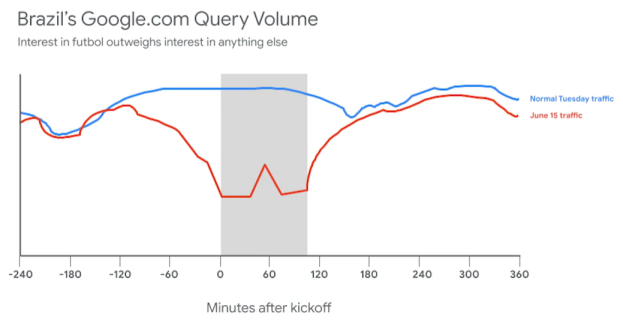 Brazil's Google.com Query Volume
Interest in futbol outweighs interest in anything else
Normal Tuesday traffic
June 15 traffic
-240 -180 -120 -60 0 60 120 180 240 300 360
Minutes after kickoff